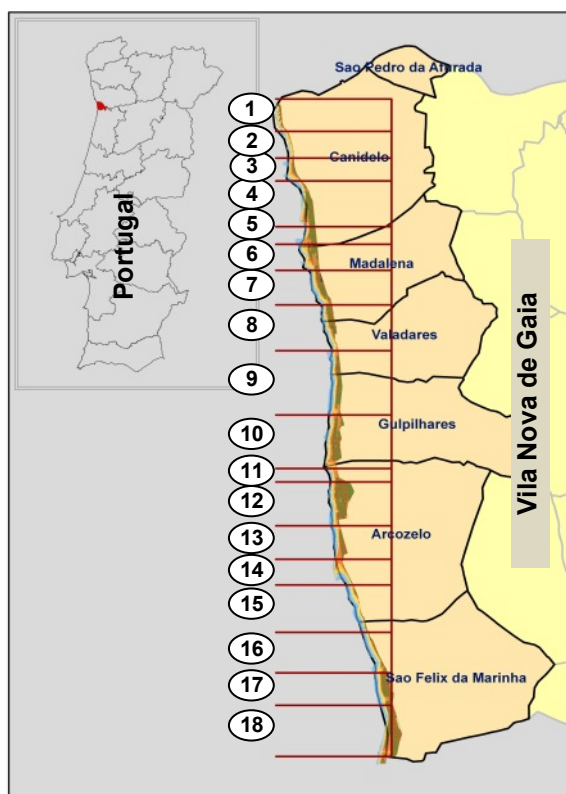 Portugal
Sao Pedro da Afurada
1
2
Canidelo
3
4
5
6
Madalena
7
8
Valadares
9
Gulpilhares
10
11
12
Arcozelo
13
14
15
16
Sao Felix da Marinha
17
18
Vila Nova de Gaia